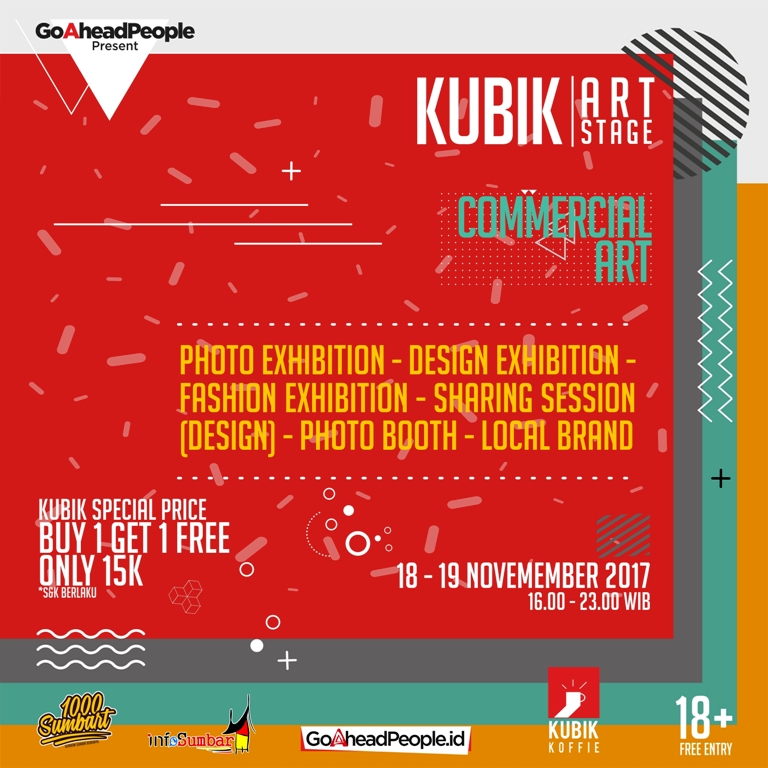 GoAheadPeople
Present
KUBIK
ART
STAGE
COMMERCIAL
ART
PHOTO EXHIBITION - DESIGN EXHIBITION -
FASHION EXHIBITION - SHARING SESSION
(DESIGN) - PHOTO BOOTH - LOCAL BRAND
KUBIK SPECIAL PRICE
BUY 1 GET 1 FREE
ONLY 15K
*S&K BERLAKU
18 - 19 NOVEMEMBER 2017
16.00 - 23.00 WIB
1000
Sumbart
infoSumbar
GoAheadPeople.id
KUBIK
KOFFIE
18+
FREE ENTRY